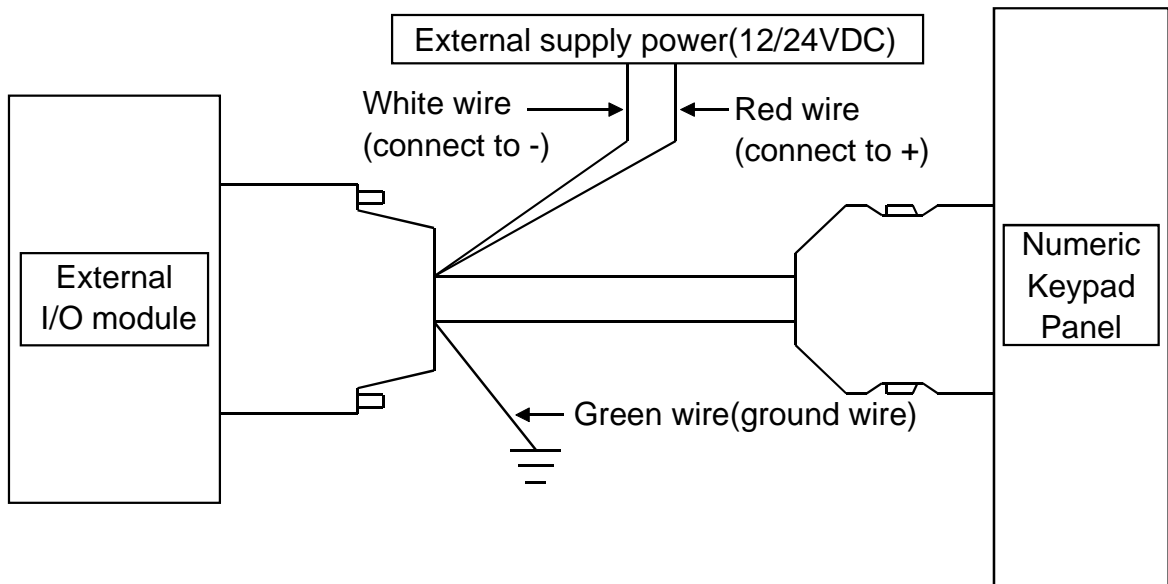 External supply power(12/24VDC)
White wire
(connect to -)
Red wire
(connect to +)
External
I/O module
Numeric
Keypad
Panel
Green wire(ground wire)